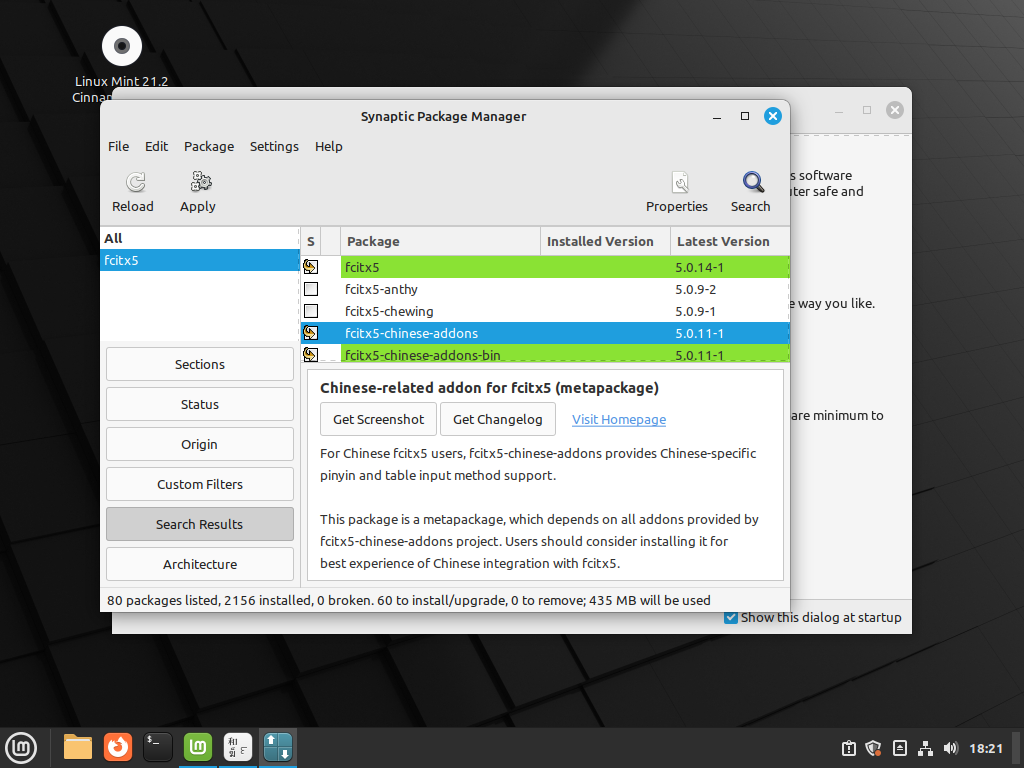 Linux Mint 21.2
Synaptic Package Manager
File Edit Package Settings Help
Reload Apply Properties Search
All
fcitx5
S Package Installed Version Latest Version
fcitx5 5.0.14-1
fcitx5-anthy 5.0.9-2
fcitx5-chewing 5.0.9-1
fcitx5-chinese-addons 5.0.11-1
fcitx5-chinese-addons-bin 5.0.11-1
Sections
Status
Origin
Custom Filters
Search Results
Architecture
Chinese-related addon for fcitx5 (metapackage)
Get Screenshot Get Changelog Visit Homepage
For Chinese fcitx5 users, fcitx5-chinese-addons provides Chinese-specific
pinyin and table input method support.
This package is a metapackage, which depends on all addons provided by
fcitx5-chinese-addons project. Users should consider installing it for
best experience of Chinese integration with fcitx5.
80 packages listed, 2156 installed, 0 broken. 60 to install/upgrade, 0 to remove; 435 MB will be used
s software
and
way you like.
are minimum to
Show this dialog at startup
18:21